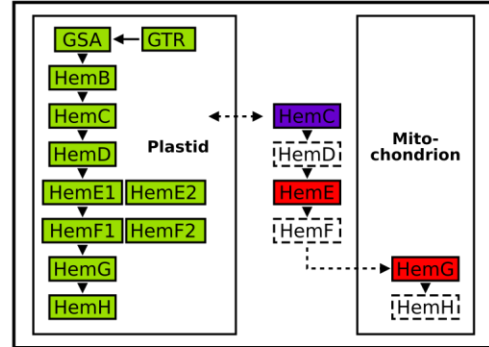 GSA GTR
HemB
HemC
HemD
HemE1 HemE2
HemF1 HemF2
HemG
HemH
Plastid
HemC
HemD
HemE
HemF
Mito-
chondrion
HemG
HemH